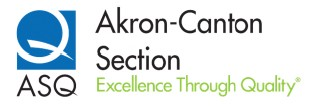 Akron-Canton
Section
ASQ Excellence Through Quality®